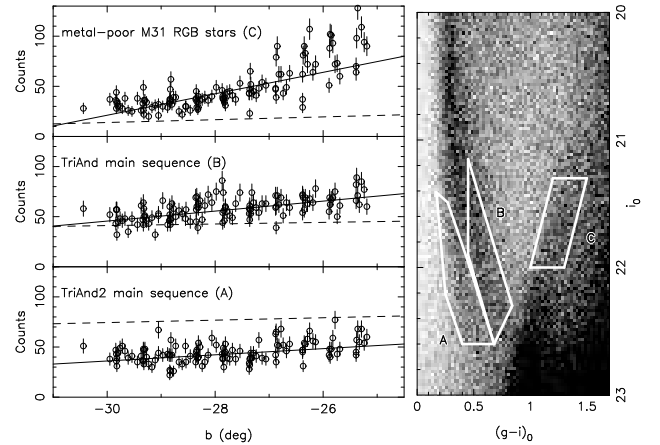 metal-poor M31 RGB stars (C)
Counts
100
50
0
TriAnd main sequence (B)
Counts
100
50
0
TriAnd2 main sequence (A)
Counts
100
50
0
−30
−28
−26
b (deg)
20
21
22
23
i0
A
B
C
0
0.5
1
1.5
(g-i)0